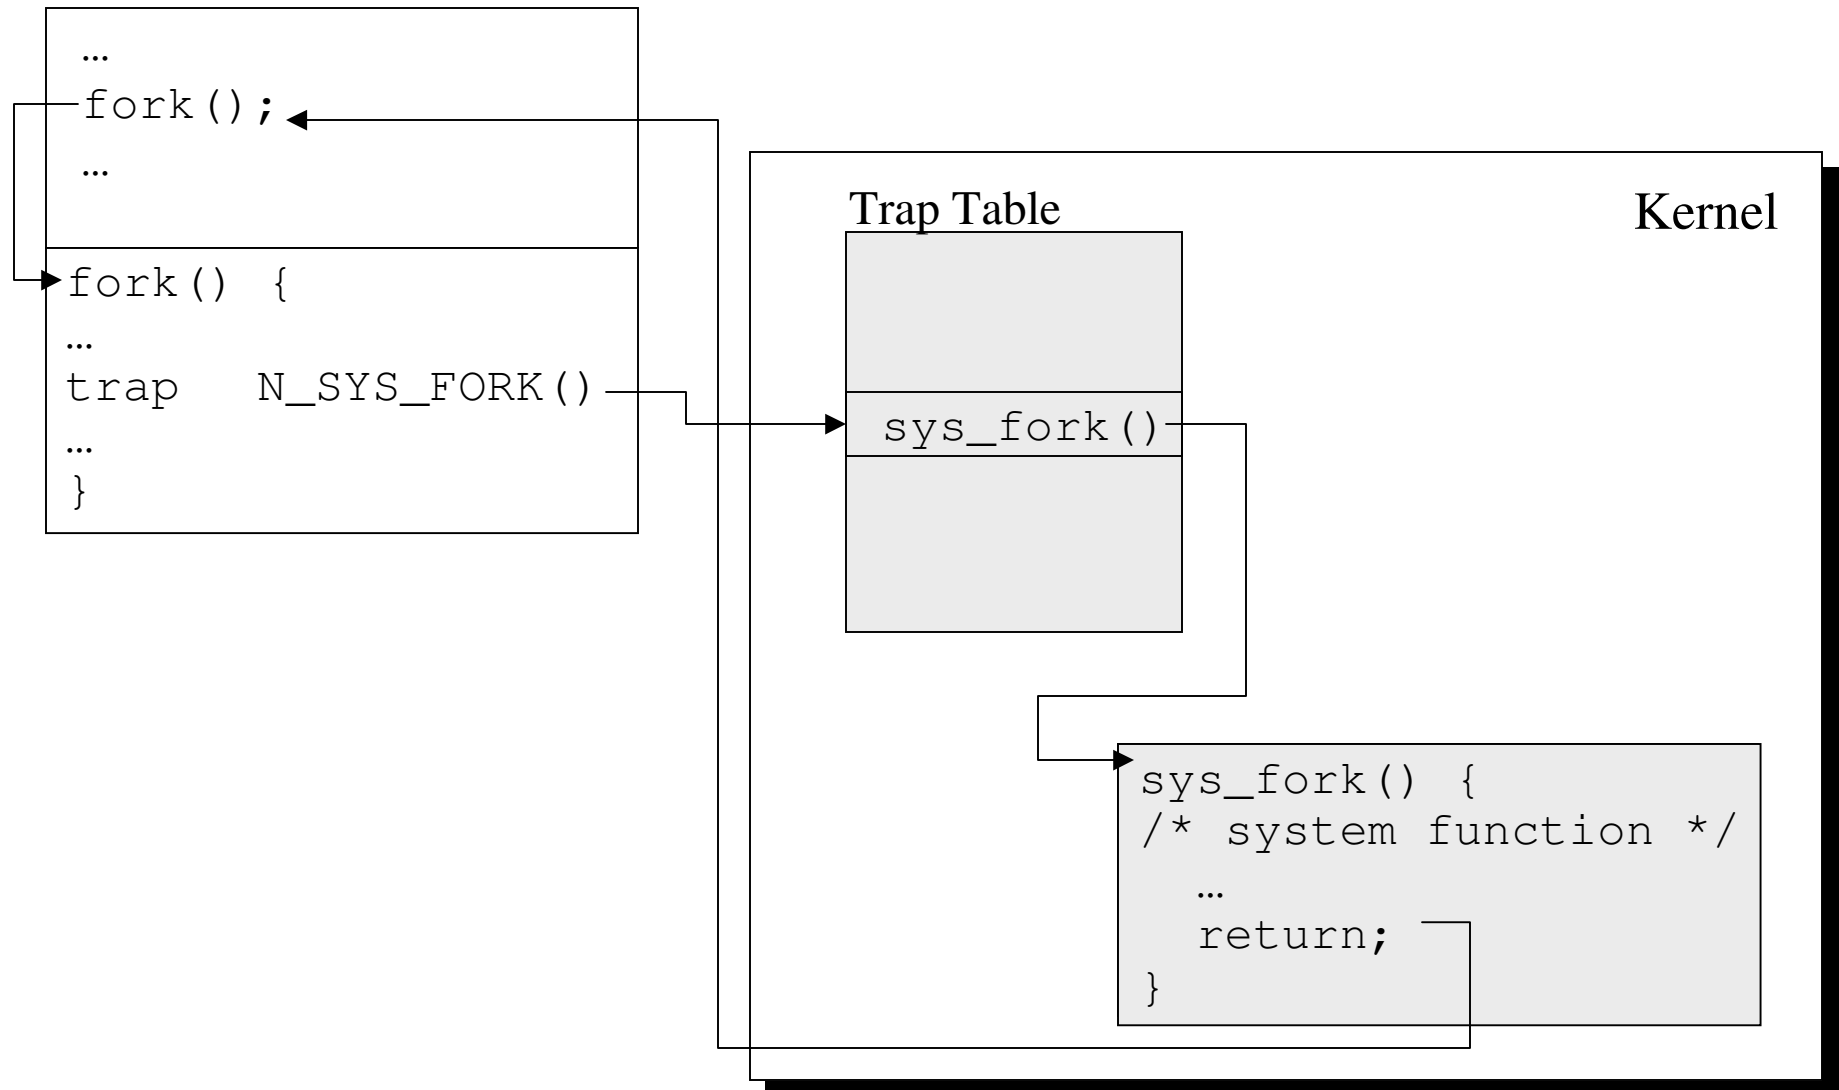 …
fork();
…
fork() {
…
trap N_SYS_FORK()
…
}
Trap Table
Kernel
sys_fork()
sys_fork() {
/* system function */
…
return;
}